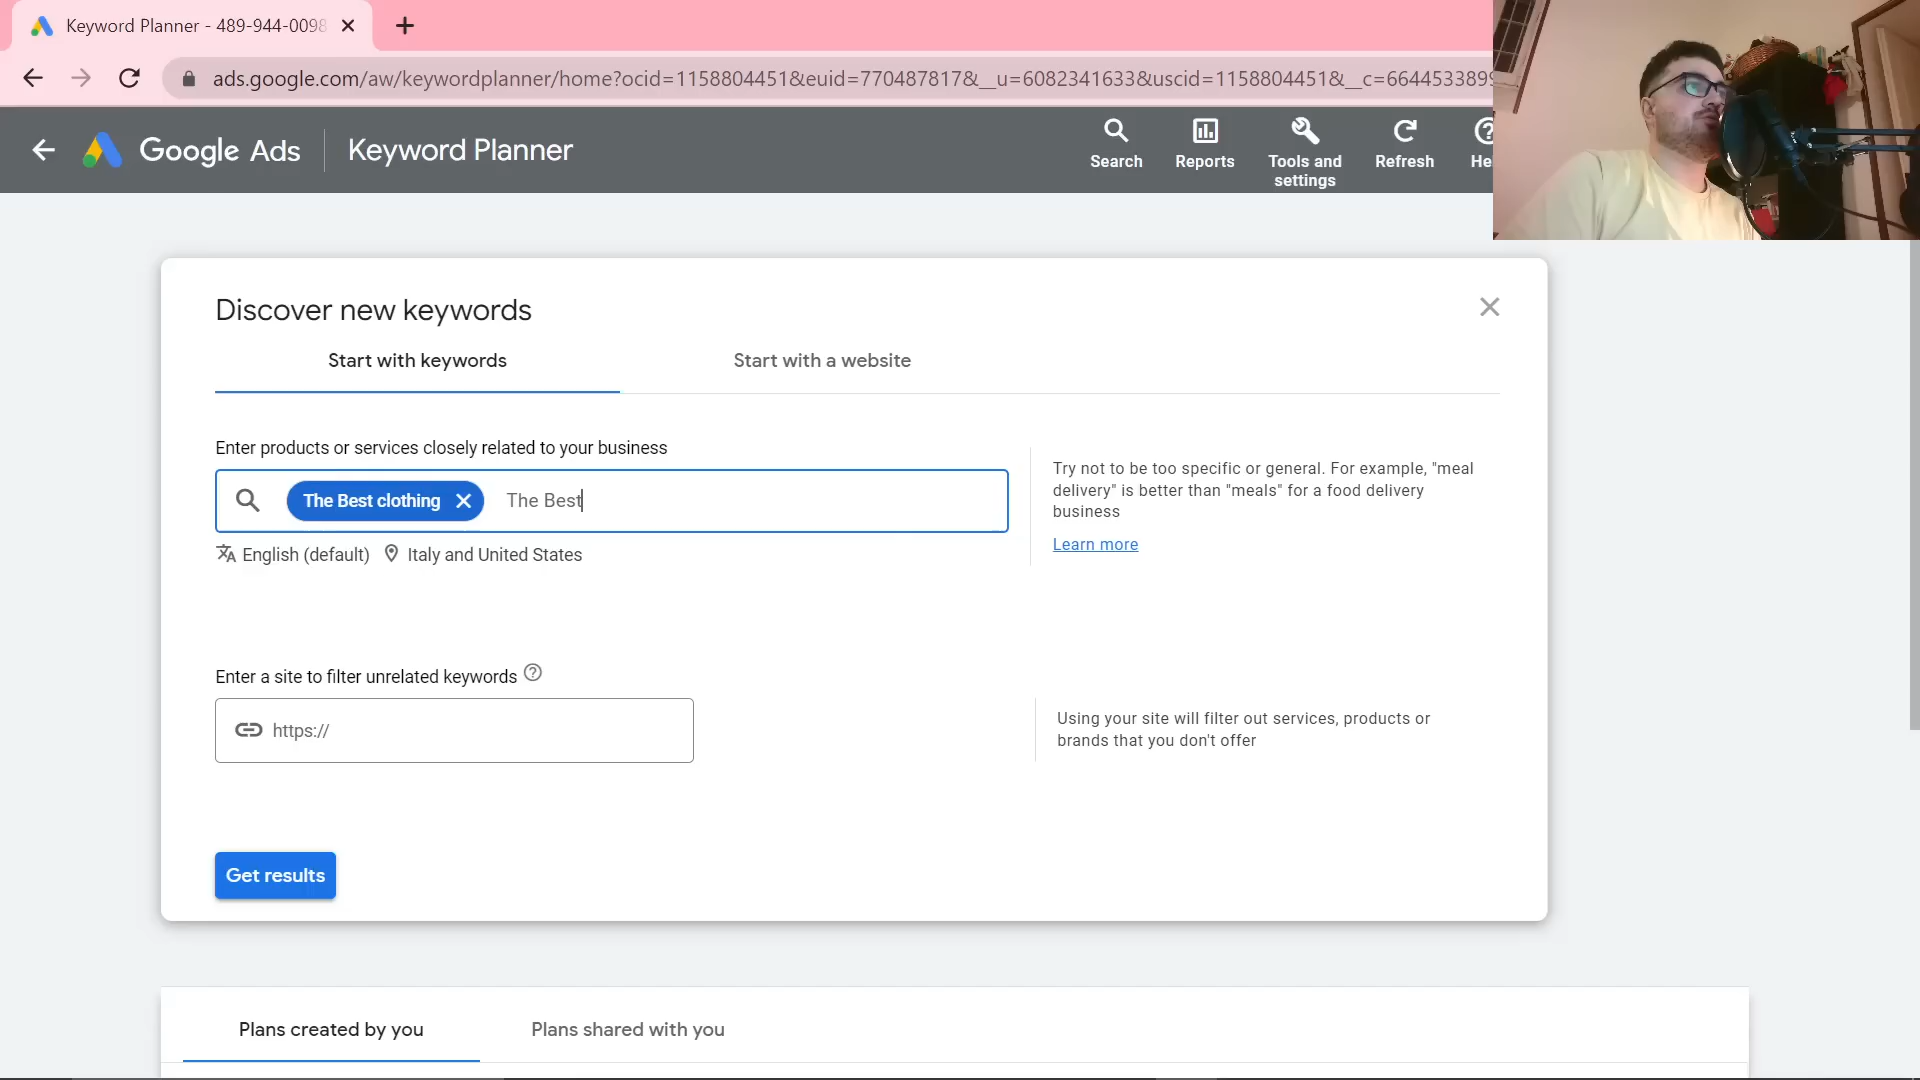 Keyword Planner - 489-944-0098
ads.google.com/aw/keywordplanner/home?ocid=1158804451&euid=770487817&__u=6082341633&uscid=1158804451&__c=6644533899
Google Ads
Keyword Planner
Search
Reports
Tools and
settings
Refresh
He
Discover new keywords
Start with keywords
Start with a website
Enter products or services closely related to your business
The Best clothing
The Best
English (default)
Italy and United States
Try not to be too specific or general. For example, "meal
delivery" is better than "meals" for a food delivery
business
Learn more
Enter a site to filter unrelated keywords
https://
Using your site will filter out services, products or
brands that you don't offer
Get results
Plans created by you
Plans shared with you